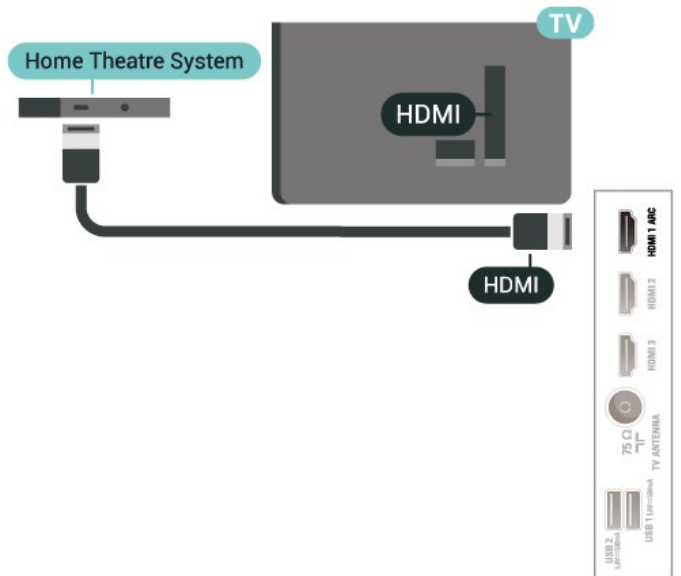 TV
Home Theatre System
HDMI
HDMI
HDMI 1 ARC
HDMI 2
HDMI 3
75 Ω
TV ANTENNA
USB 1
USB 2